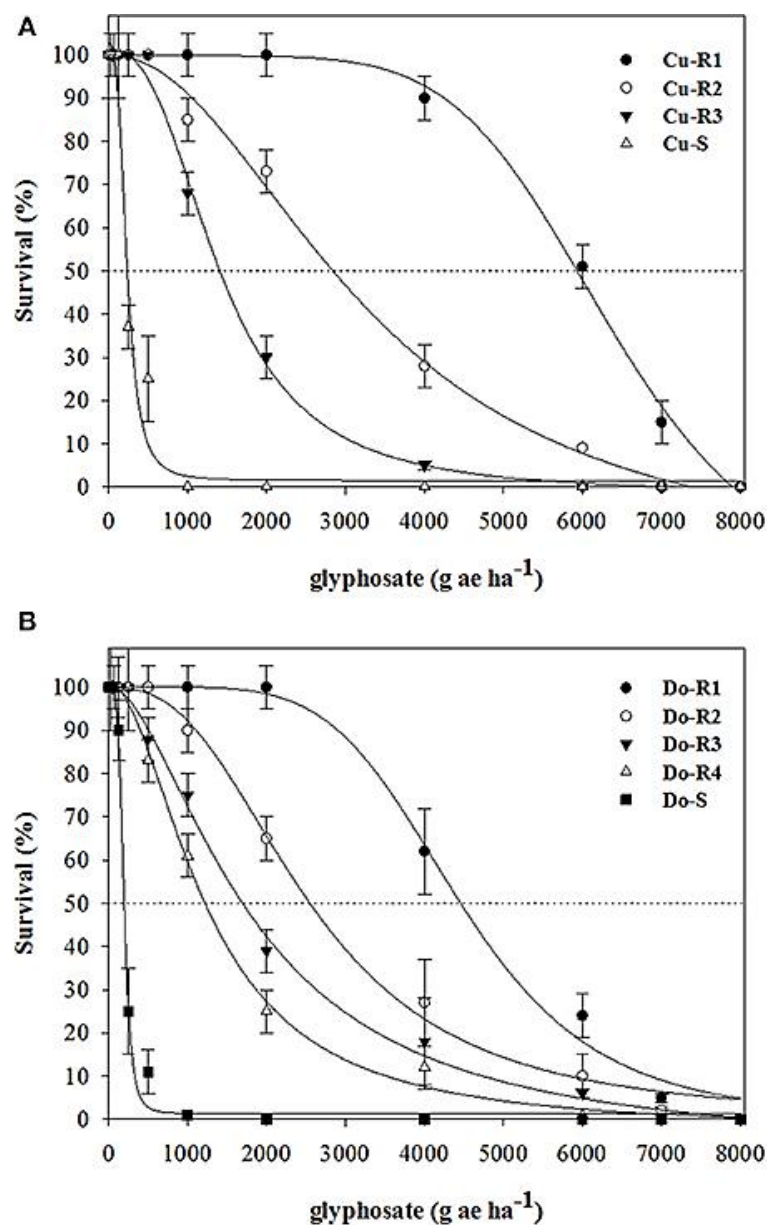 A
Survival (%)
100
90
80
70
60
50
40
30
20
10
0
Cu-R1
Cu-R2
Cu-R3
Cu-S
0 1000 2000 3000 4000 5000 6000 7000 8000
glyphosate (g ae ha⁻¹)
B
Survival (%)
100
90
80
70
60
50
40
30
20
10
0
Do-R1
Do-R2
Do-R3
Do-R4
Do-S
0 1000 2000 3000 4000 5000 6000 7000 8000
glyphosate (g ae ha⁻¹)